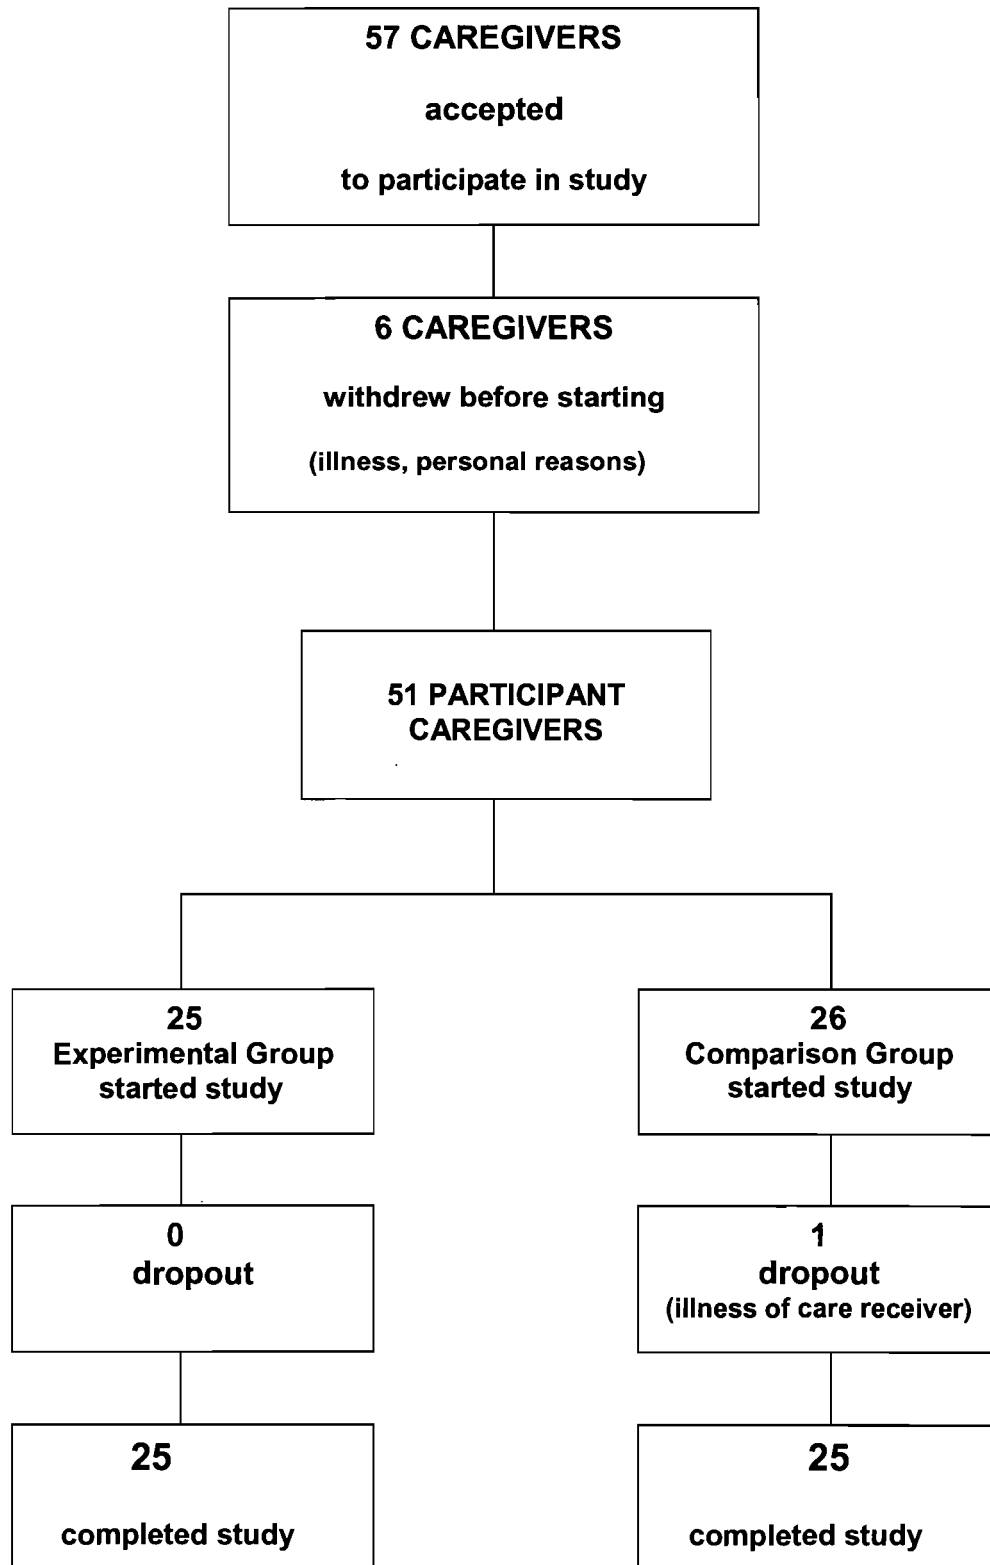 57 CAREGIVERS
accepted
to participate in study
6 CAREGIVERS
withdrew before starting
(illness, personal reasons)
51 PARTICIPANT
CAREGIVERS
25
Experimental Group
started study
26
Comparison Group
started study
0
dropout
1
dropout
(illness of care receiver)
25
completed study
25
completed study